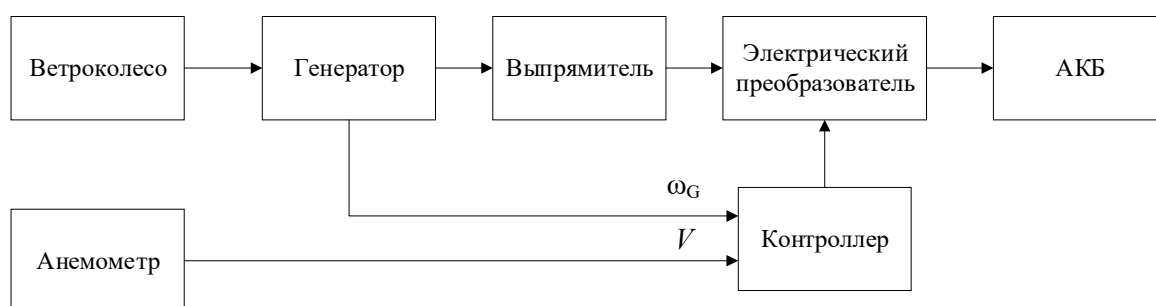 Ветроколесо
Генератор
Выпрямитель
Электрический
преобразователь
АКБ
ωG
V
Анемометр
Контроллер